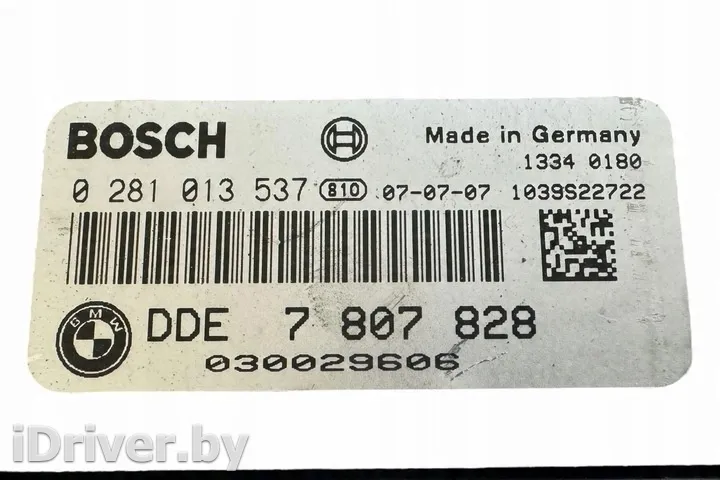 BOSCH
Made in Germany
1334 0180
0 281 013 537 810 07-07-07 1039S22722
BMW
DDE 7 807 828
030029606
iDriver.by